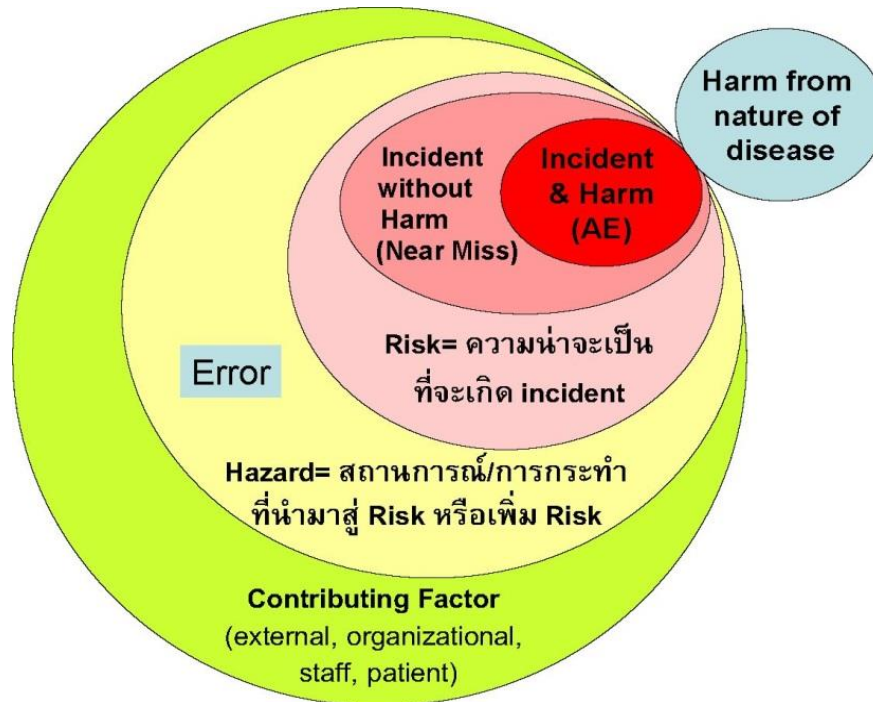 Harm from
nature of
disease
Incident
without
Harm
(Near Miss)
Incident
& Harm
(AE)
Risk= ความน่าจะเป็น
ที่จะเกิด incident
Error
Hazard= สถานการณ์/การกระทำ
ที่นำมาสู่ Risk หรือเพิ่ม Risk
Contributing Factor
(external, organizational,
staff, patient)